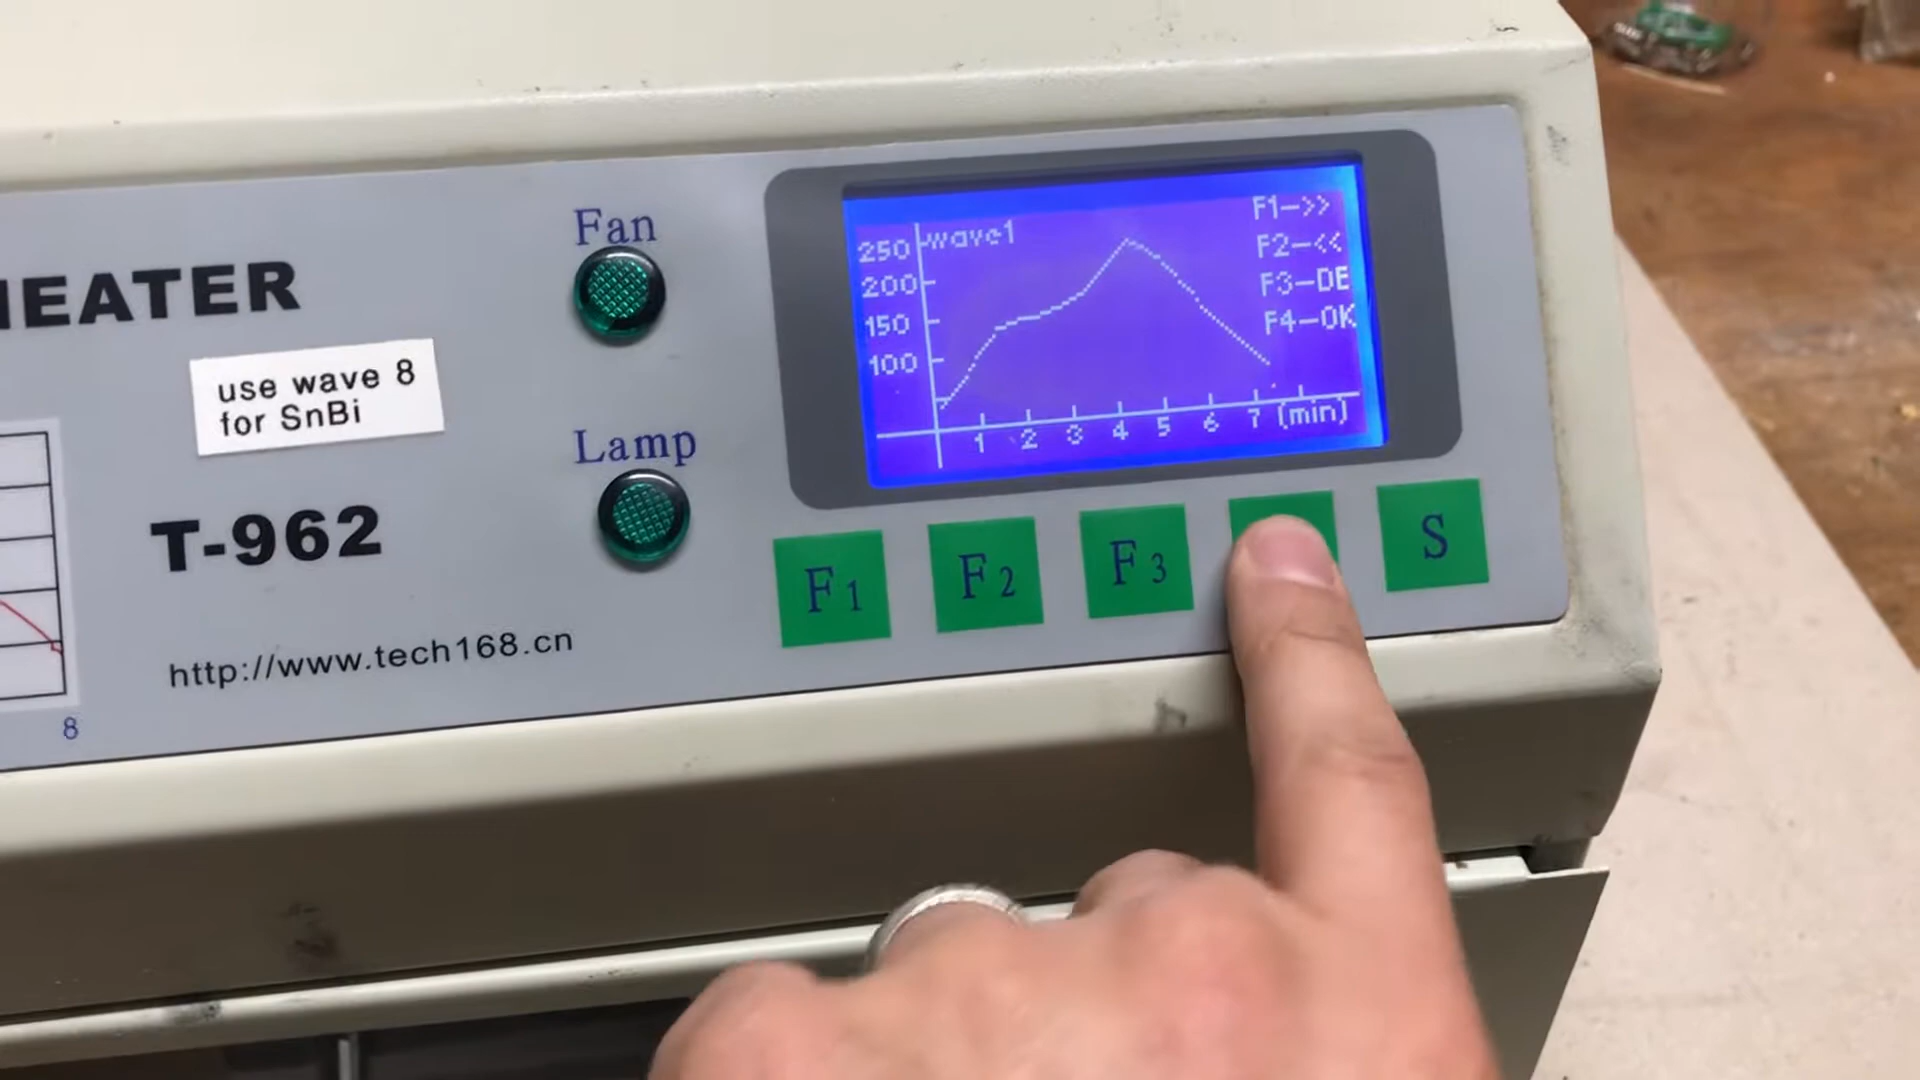 HEATER
use wave 8
for SnBi
T-962
http://www.tech168.cn
8
Fan
Lamp
wave1
250
200
150
100
1 2 3 4 5 6 7 (min)
F1->>
F2-<<
F3-DE
F4-OK
F1
F2
F3
S